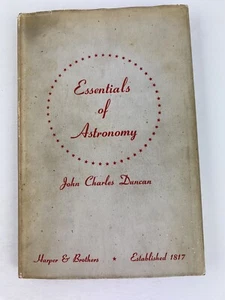 Essentials
of
Astronomy
John Charles Duncan
Harper & Brothers ★ Established 1817